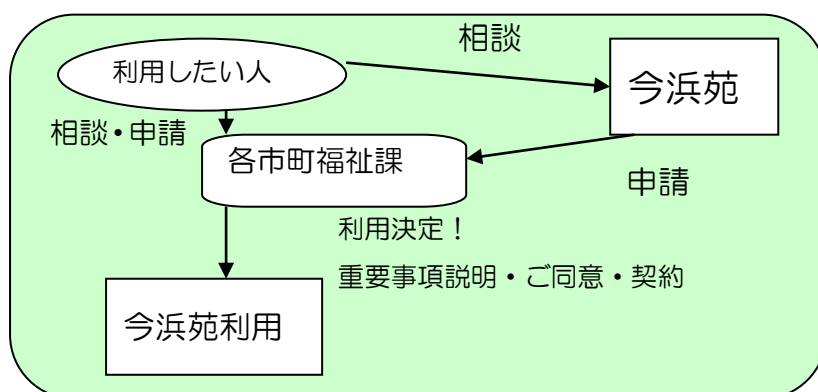 相談
利用したい人
今浜苑
相談・申請
各市町福祉課
申請
利用決定！
重要事項説明・ご同意・契約
今浜苑利用